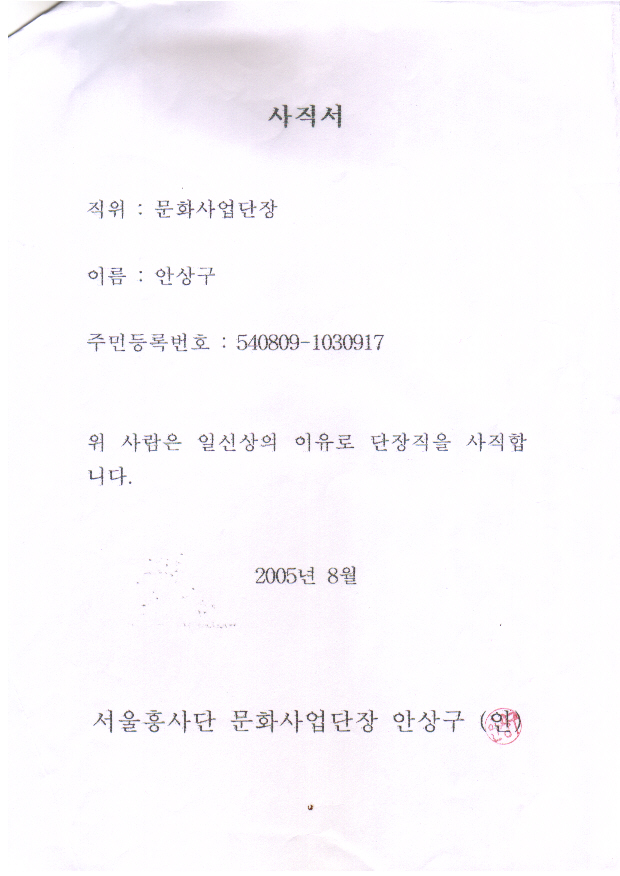 사직서
직위 : 문화사업단장
이름 : 안상구
주민등록번호 : 540809-1030917
위 사람은 일신상의 이유로 단장직을 사직합
니다.
2005년 8월
서울흥사단 문화사업단장 안상구 (인)